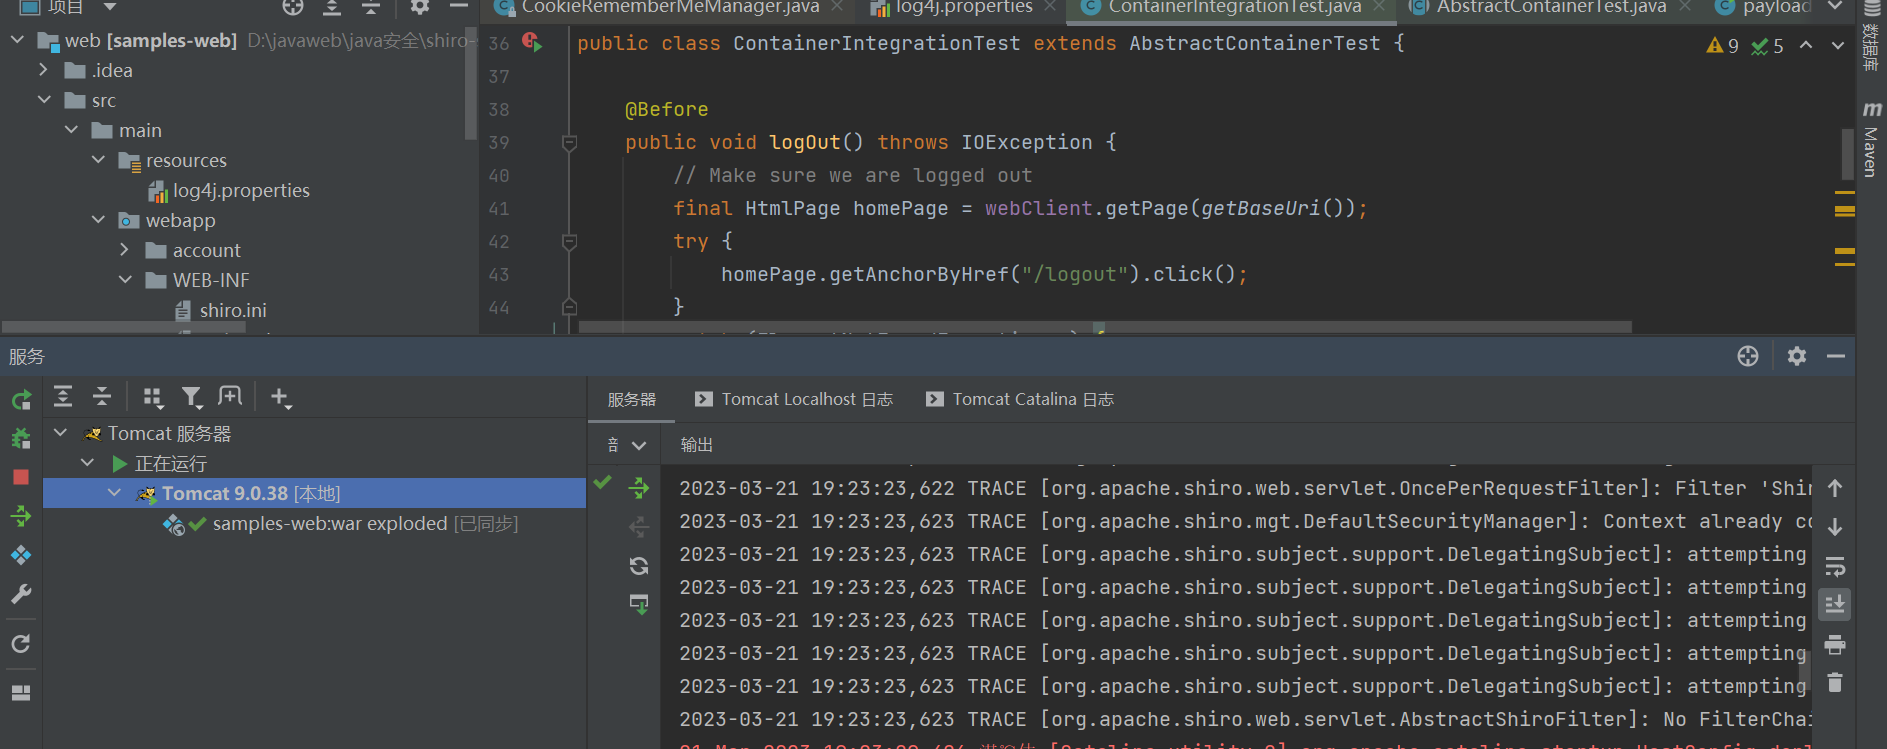 项目
CookieRememberMeManager.java
log4j.properties
ContainerIntegrationTest.java
AbstractContainerTest.java
payload
web [samples-web] D:\javaweb\java安全\shiro-
.idea
src
main
resources
log4j.properties
webapp
account
WEB-INF
shiro.ini
36 public class ContainerIntegrationTest extends AbstractContainerTest {
37
38 @Before
39 public void logOut() throws IOException {
40 // Make sure we are logged out
41 final HtmlPage homePage = webClient.getPage(getBaseUri());
42 try {
43 homePage.getAnchorByHref("/logout").click();
44 }
9 5
数据库
Maven
服务
Tomcat 服务器
正在运行
Tomcat 9.0.38 [本地]
samples-web:war exploded [已同步]
服务器
Tomcat Localhost 日志
Tomcat Catalina 日志
输出
2023-03-21 19:23:23,622 TRACE [org.apache.shiro.web.servlet.OncePerRequestFilter]: Filter 'Shir
2023-03-21 19:23:23,623 TRACE [org.apache.shiro.mgt.DefaultSecurityManager]: Context already co
2023-03-21 19:23:23,623 TRACE [org.apache.shiro.subject.support.DelegatingSubject]: attempting
2023-03-21 19:23:23,623 TRACE [org.apache.shiro.subject.support.DelegatingSubject]: attempting
2023-03-21 19:23:23,623 TRACE [org.apache.shiro.subject.support.DelegatingSubject]: attempting
2023-03-21 19:23:23,623 TRACE [org.apache.shiro.subject.support.DelegatingSubject]: attempting
2023-03-21 19:23:23,623 TRACE [org.apache.shiro.subject.support.DelegatingSubject]: attempting
2023-03-21 19:23:23,623 TRACE [org.apache.shiro.web.servlet.AbstractShiroFilter]: No FilterChai